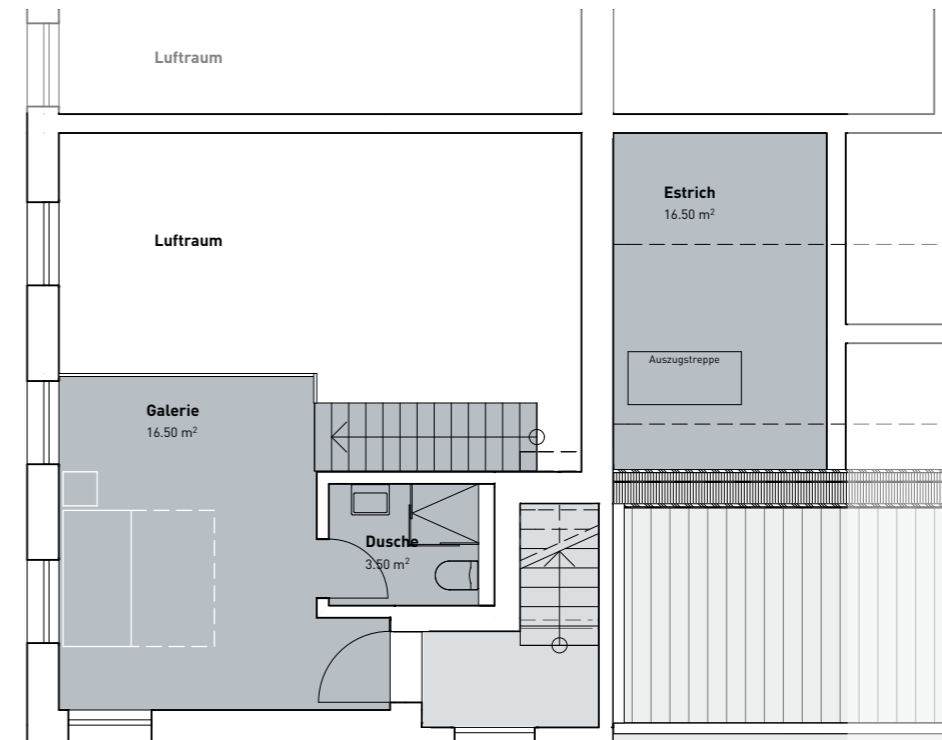 Luftraum
Estrich
16.50 m²
Luftraum
Auszugstreppe
Galerie
16.50 m²
Dusche
3.50 m²